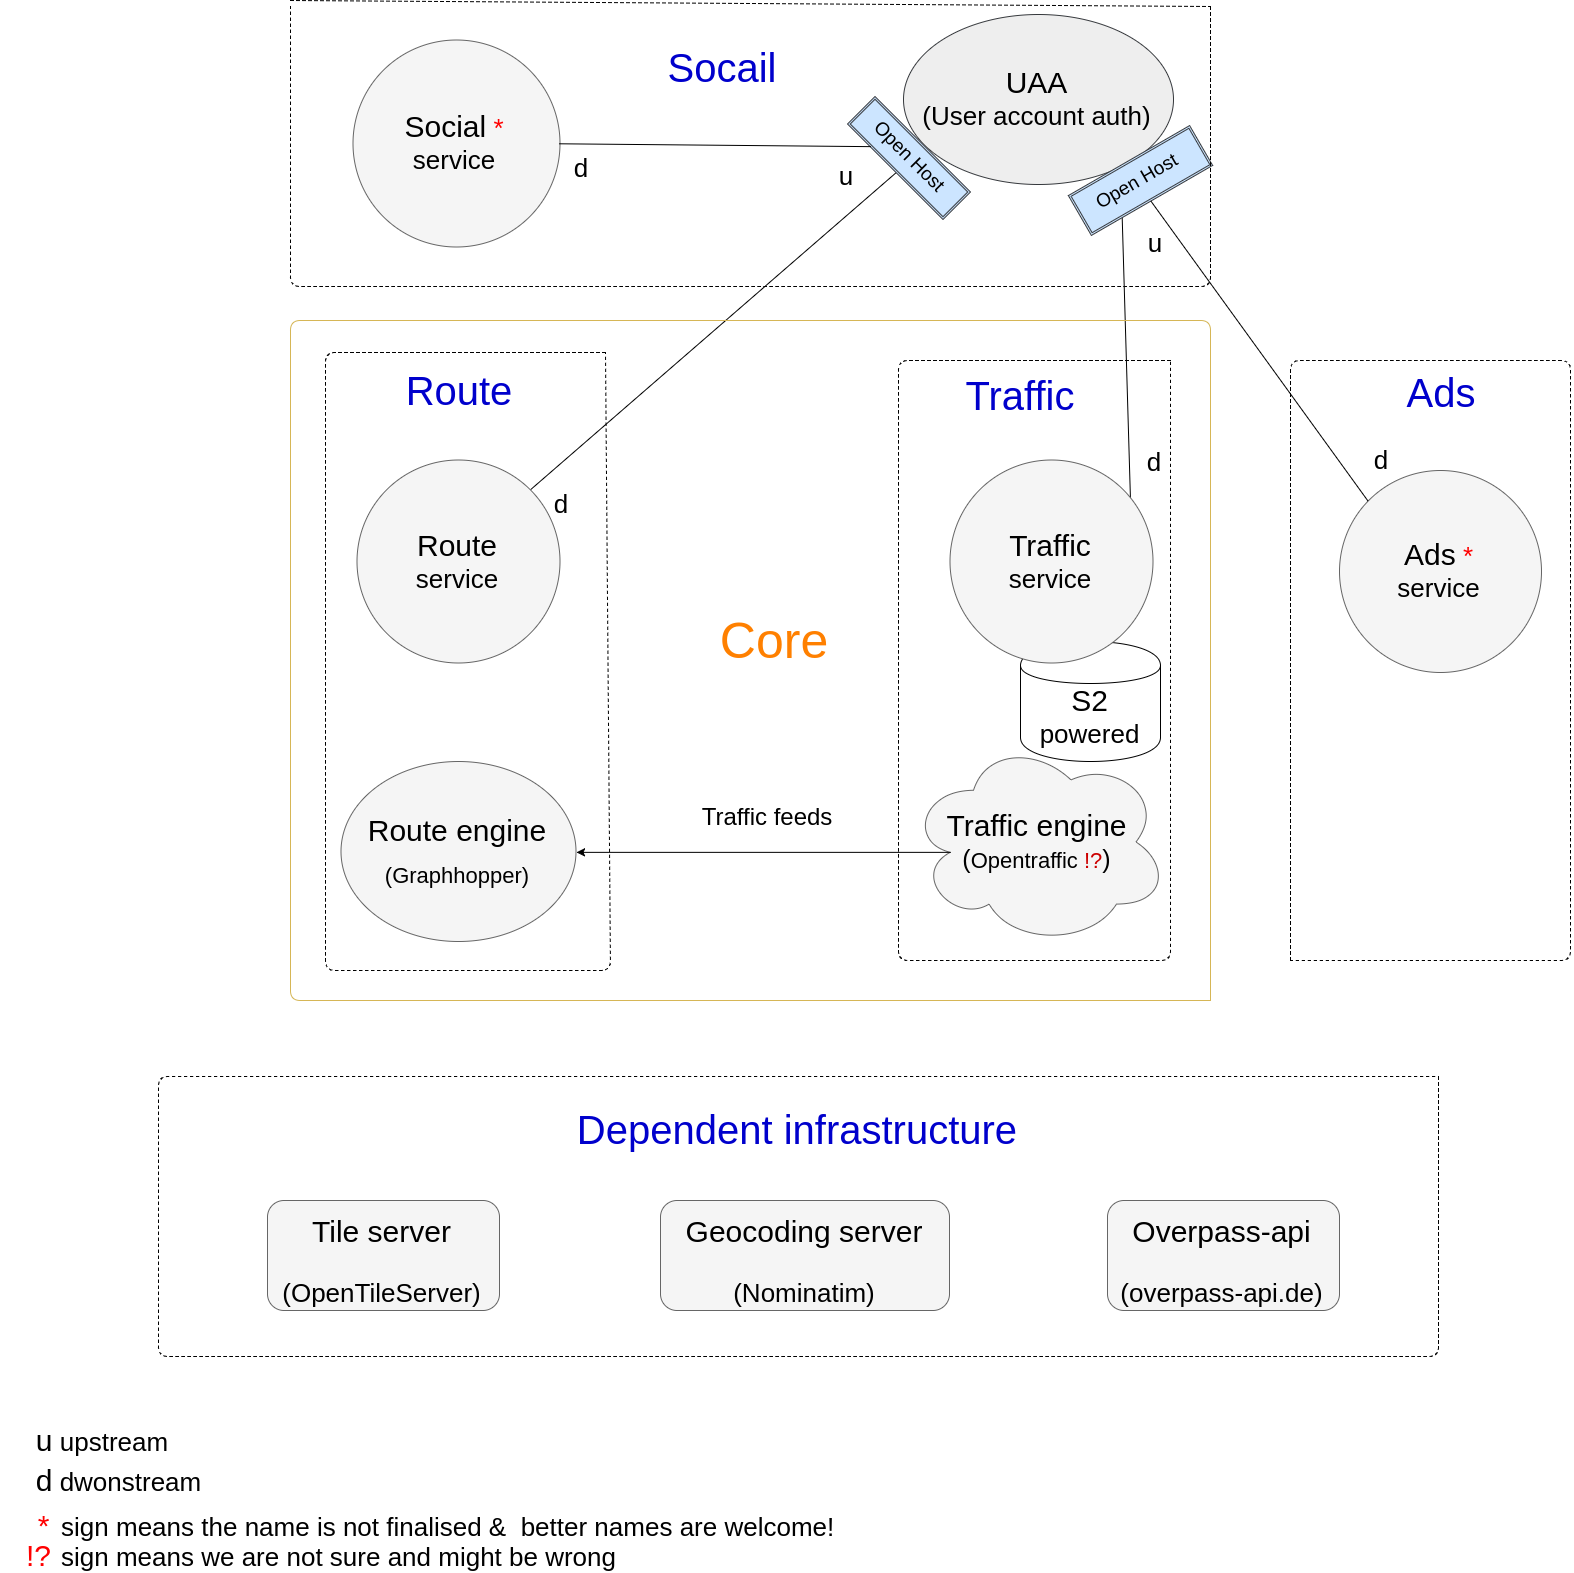 Socail
UAA
(User account auth)
Social *
service
Open Host
Open Host
d
u
u
Route
Traffic
Ads
d
d
d
Route
service
Traffic
service
Ads *
service
Core
S2
powered
Traffic feeds
Route engine
(Graphhopper)
Traffic engine
(Opentraffic !?)
Dependent infrastructure
Tile server
(OpenTileServer)
Geocoding server
(Nominatim)
Overpass-api
(overpass-api.de)
u upstream
d dwonstream
* sign means the name is not finalised & better names are welcome!
!? sign means we are not sure and might be wrong